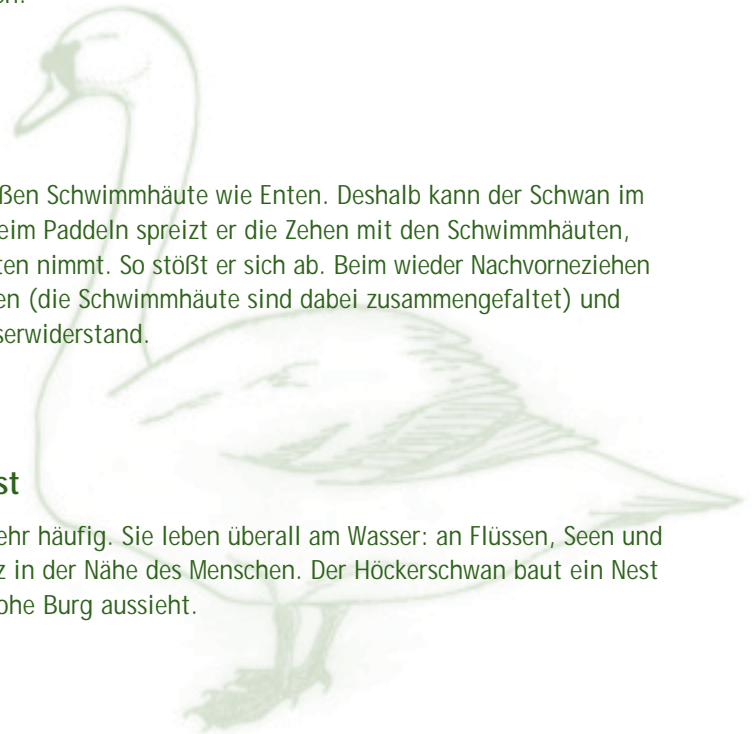 ßen Schwimmhäute wie Enten. Deshalb kann der Schwan im
eim Paddeln spreizt er die Zehen mit den Schwimmhäuten,
ten nimmt. So stößt er sich ab. Beim wieder Nachvorneziehen
en (die Schwimmhäute sind dabei zusammengefaltet) und
serwiderstand.
st
ehr häufig. Sie leben überall am Wasser: an Flüssen, Seen und
z in der Nähe des Menschen. Der Höckerschwan baut ein Nest
ohe Burg aussieht.